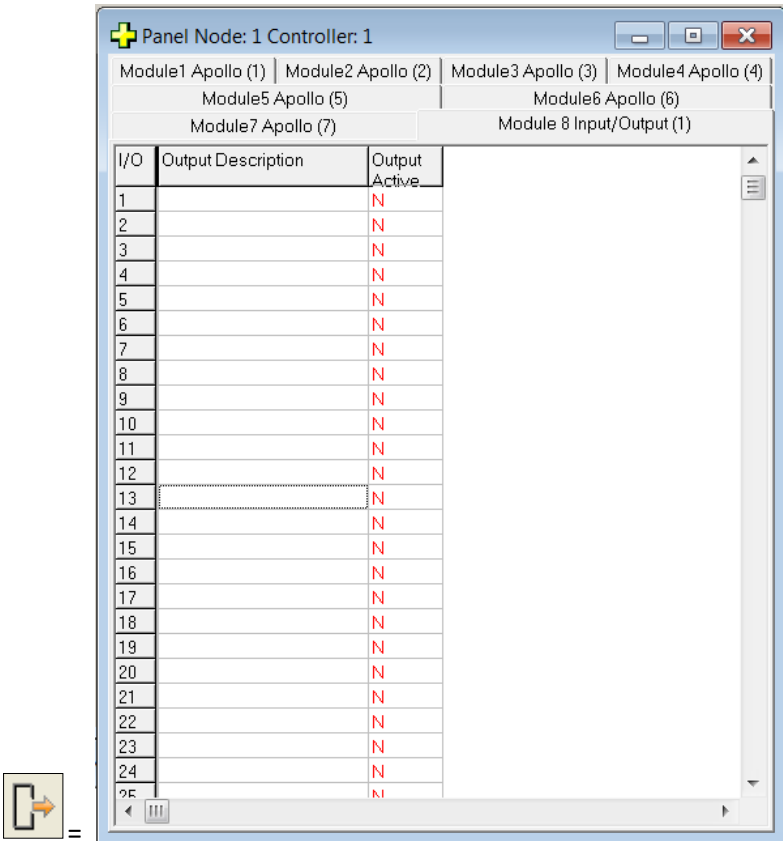 Panel Node: 1 Controller: 1
Module1 Apollo (1) Module2 Apollo (2) Module3 Apollo (3) Module4 Apollo (4)
Module5 Apollo (5) Module6 Apollo (6)
Module7 Apollo (7) Module 8 Input/Output (1)
I/O Output Description Output
Active
1 N
2 N
3 N
4 N
5 N
6 N
7 N
8 N
9 N
10 N
11 N
12 N
13 N
14 N
15 N
16 N
17 N
18 N
19 N
20 N
21 N
22 N
23 N
24 N
25 N
=